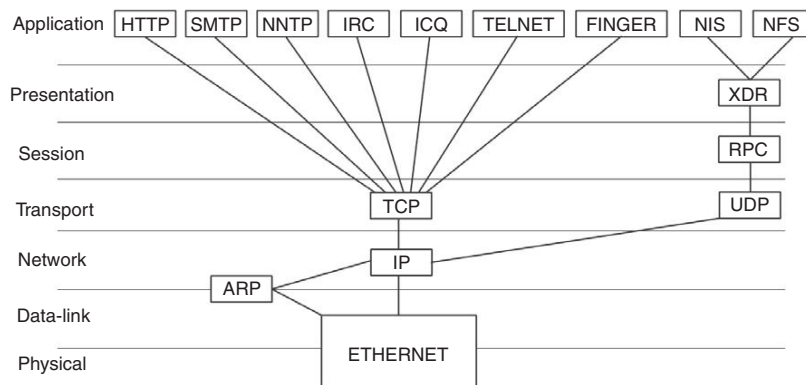 Application HTTP SMTP NNTP IRC ICQ TELNET FINGER NIS NFS
Presentation XDR
Session RPC
Transport TCP UDP
Network IP
ARP
Data-link
ETHERNET
Physical